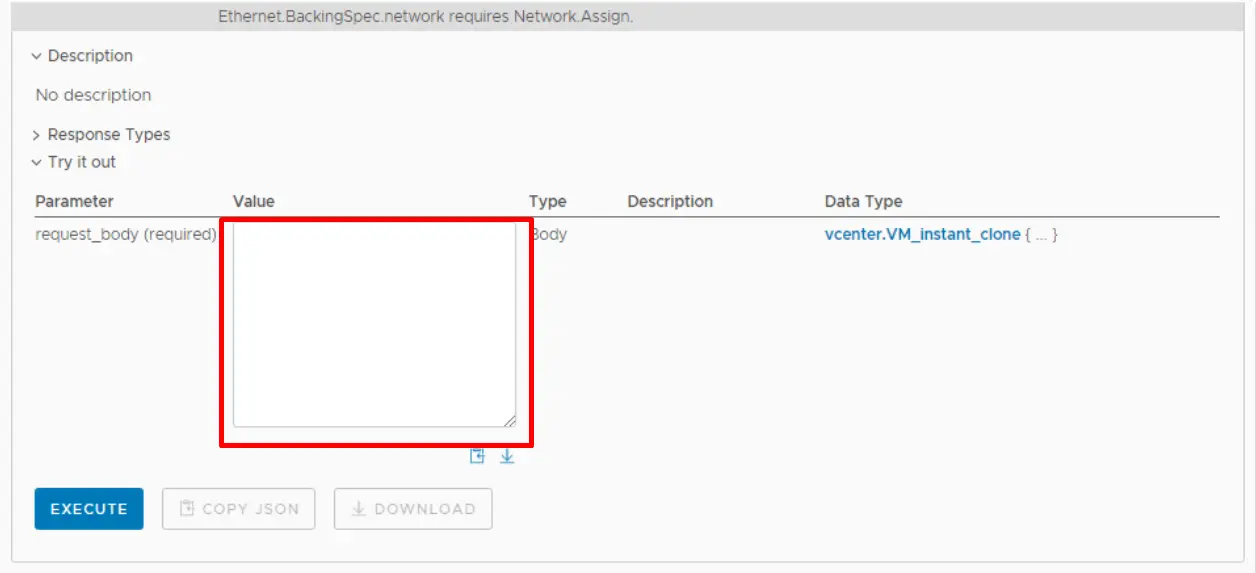 Ethernet.BackingSpec.network requires Network.Assign.
Description
No description
Response Types
Try it out
Parameter Value Type Description Data Type
request_body (required) Body vcenter.VM_instant_clone { ... }
EXECUTE COPY JSON DOWNLOAD